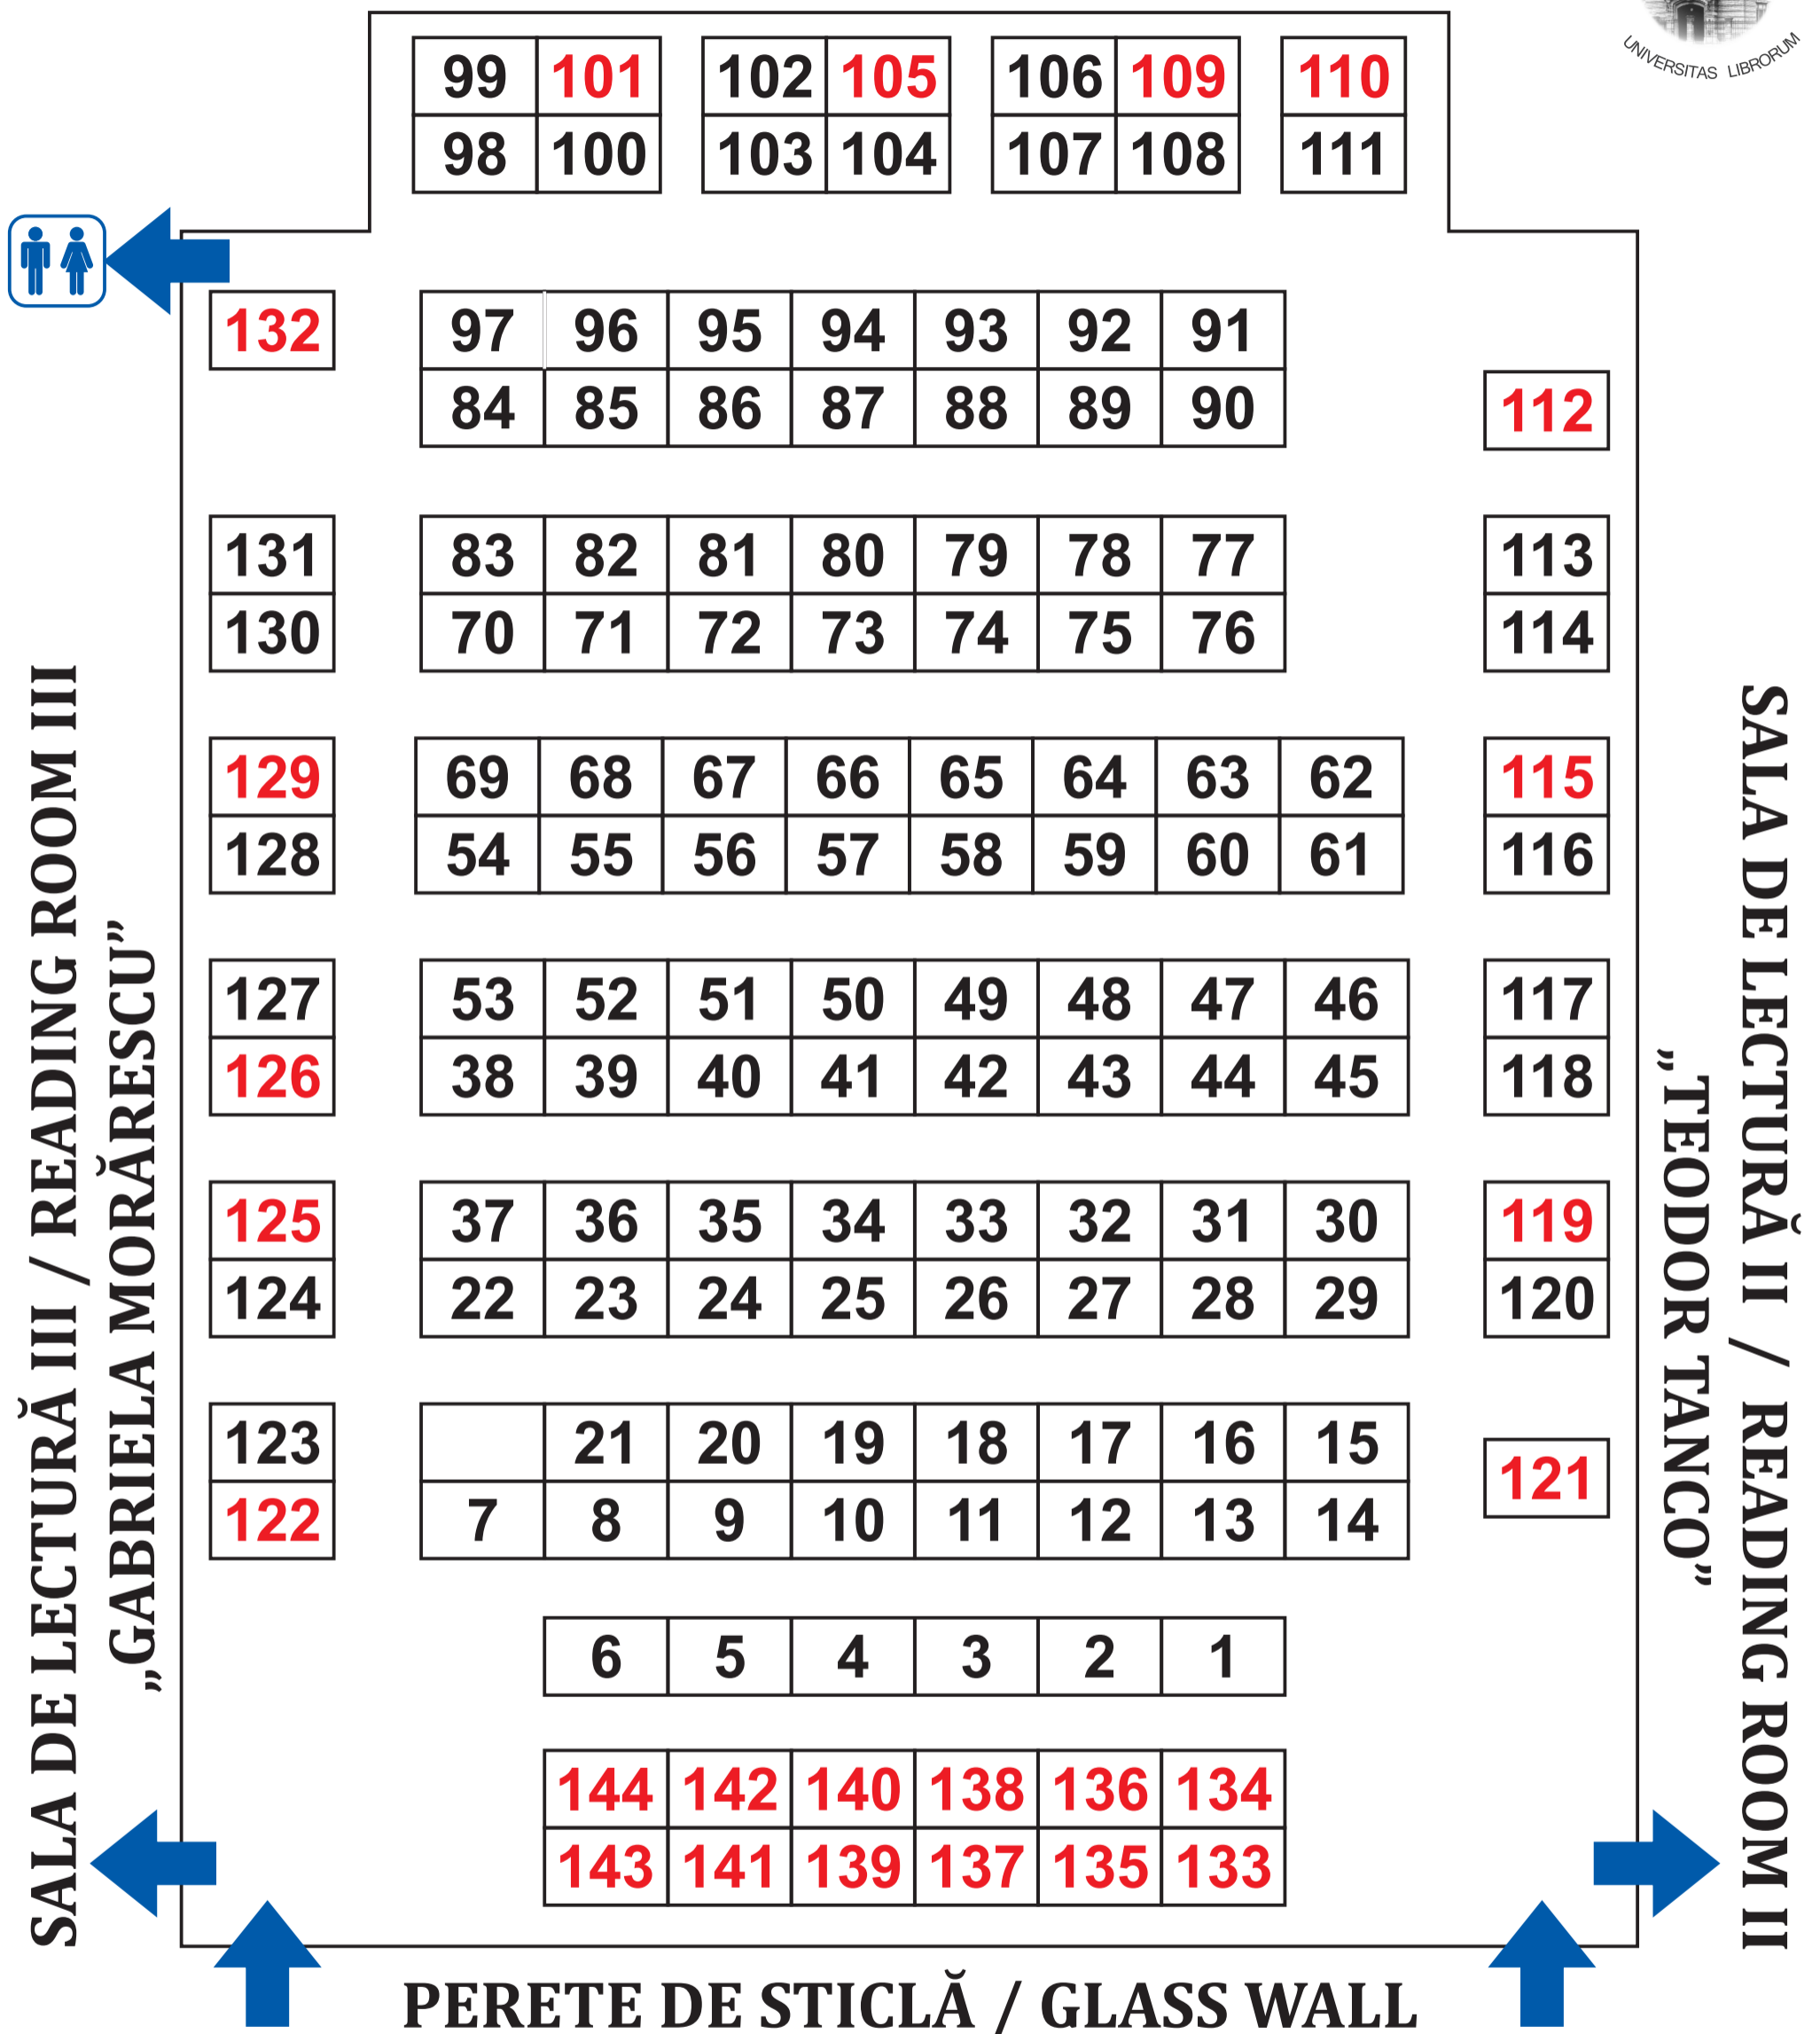 UNIVERSITAS LIBRORUM
99 101 102 105 106 109 110
98 100 103 104 107 108 111
132 97 96 95 94 93 92 91
84 85 86 87 88 89 90 112
131 83 82 81 80 79 78 77 113
130 70 71 72 73 74 75 76 114
129 69 68 67 66 65 64 63 62 115
128 54 55 56 57 58 59 60 61 116
127 53 52 51 50 49 48 47 46 117
126 38 39 40 41 42 43 44 45 118
125 37 36 35 34 33 32 31 30 119
124 22 23 24 25 26 27 28 29 120
123 21 20 19 18 17 16 15
121
122 7 8 9 10 11 12 13 14
6 5 4 3 2 1
144 142 140 138 136 134
143 141 139 137 135 133
SALA DE LECTURĂ III / READING ROOM III
„GABRIELA MORĂRESCU”
SALA DE LECTURĂ II / READING ROOM II
„TEODOR TANCO”
PERETE DE STICLĂ / GLASS WALL